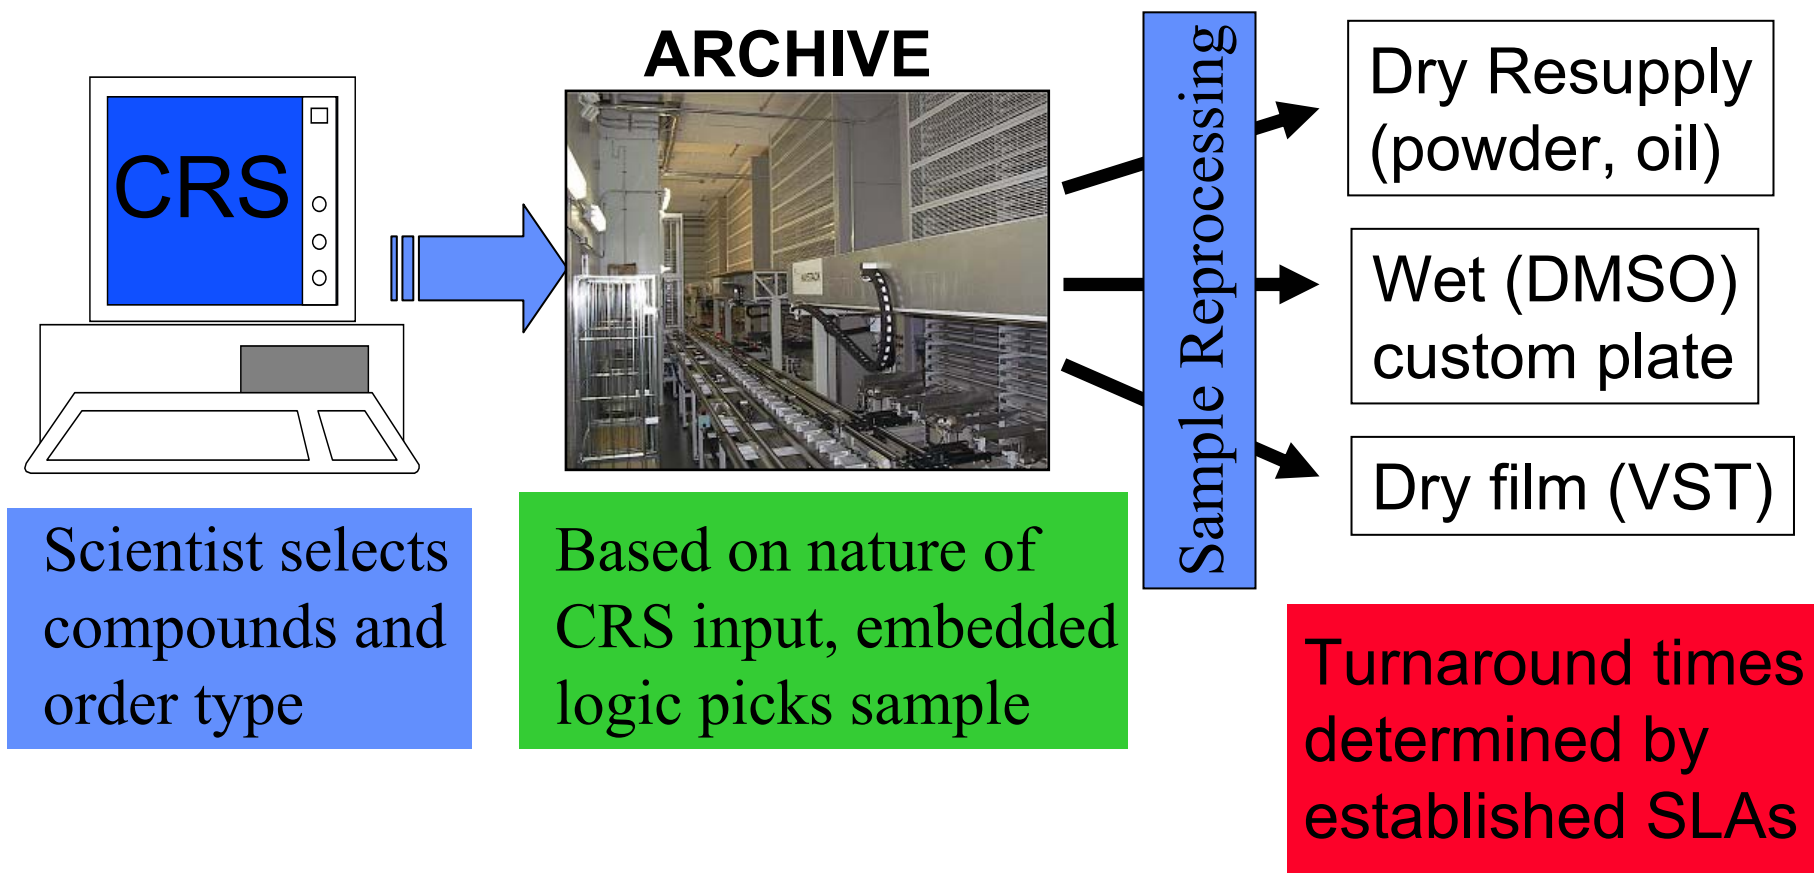 CRS
ARCHIVE
Sample Reprocessing
Dry Resupply
(powder, oil)
Wet (DMSO)
custom plate
Dry film (VST)
Scientist selects
compounds and
order type
Based on nature of
CRS input, embedded
logic picks sample
Turnaround times
determined by
established SLAs